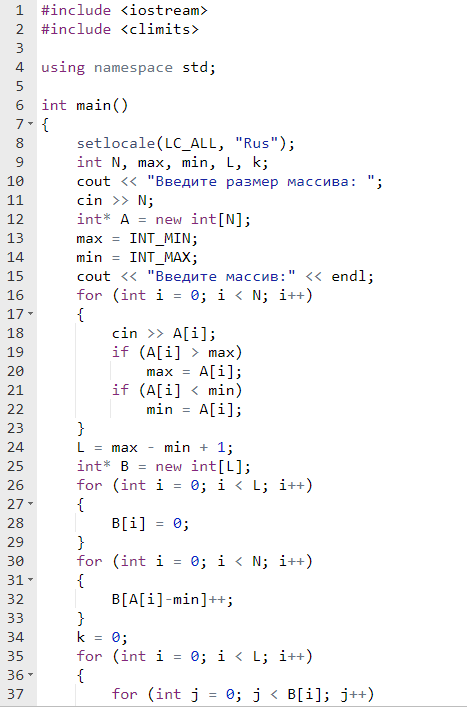 1 #include <iostream>
2 #include <climits>
3
4 using namespace std;
5
6 int main()
7 {
8     setlocale(LC_ALL, "Rus");
9     int N, max, min, L, k;
10     cout << "Введите размер массива: ";
11     cin >> N;
12     int* A = new int[N];
13     max = INT_MIN;
14     min = INT_MAX;
15     cout << "Введите массив:" << endl;
16     for (int i = 0; i < N; i++)
17     {
18         cin >> A[i];
19         if (A[i] > max)
20             max = A[i];
21         if (A[i] < min)
22             min = A[i];
23     }
24     L = max - min + 1;
25     int* B = new int[L];
26     for (int i = 0; i < L; i++)
27     {
28         B[i] = 0;
29     }
30     for (int i = 0; i < N; i++)
31     {
32         B[A[i]-min]++;
33     }
34     k = 0;
35     for (int i = 0; i < L; i++)
36     {
37         for (int j = 0; j < B[i]; j++)